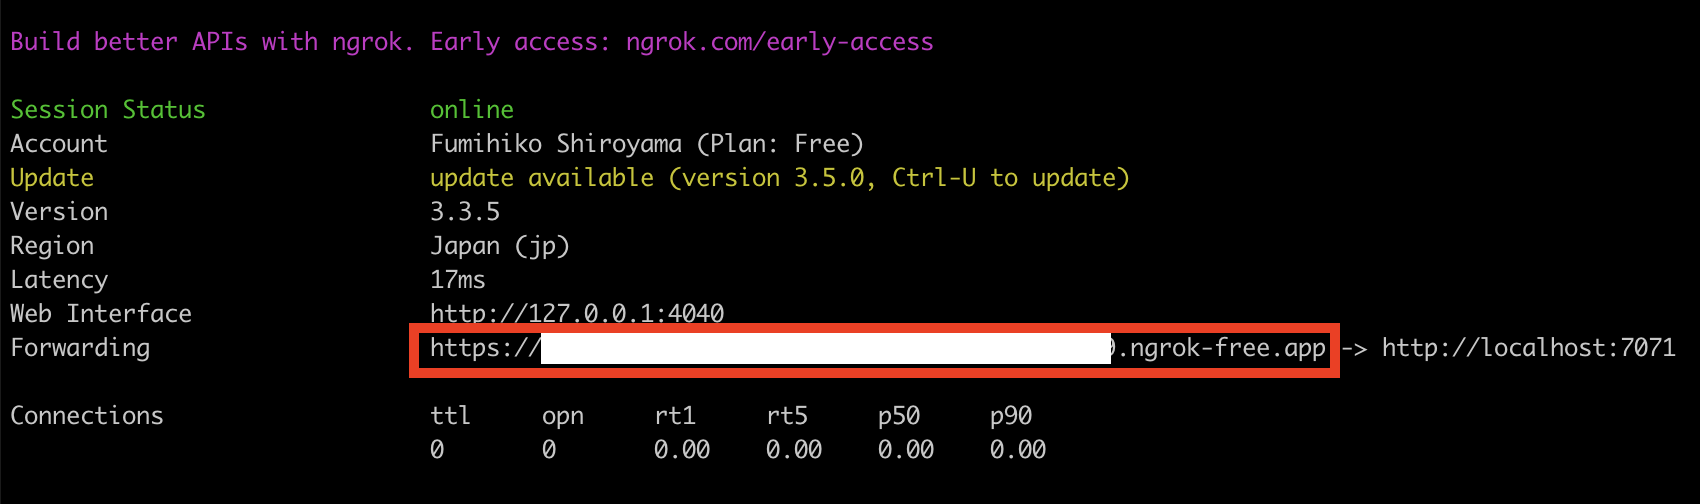 Build better APIs with ngrok. Early access: ngrok.com/early-access
Session Status online
Account Fumihiko Shiroyama (Plan: Free)
Update update available (version 3.5.0, Ctrl-U to update)
Version 3.3.5
Region Japan (jp)
Latency 17ms
Web Interface http://127.0.0.1:4040
Forwarding https:// .ngrok-free.app -> http://localhost:7071
Connections ttl opn rt1 rt5 p50 p90
0 0 0.00 0.00 0.00 0.00